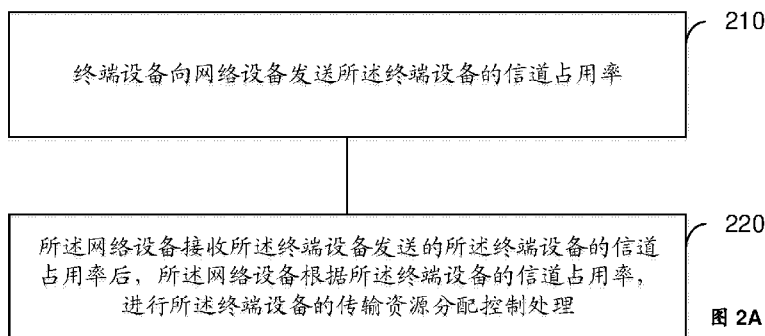 210
终端设备向网络设备发送所述终端设备的信道占用率
220
所述网络设备接收所述终端设备发送的所述终端设备的信道
占用率后，所述网络设备根据所述终端设备的信道占用率，
进行所述终端设备的传输资源分配控制处理
图 2A